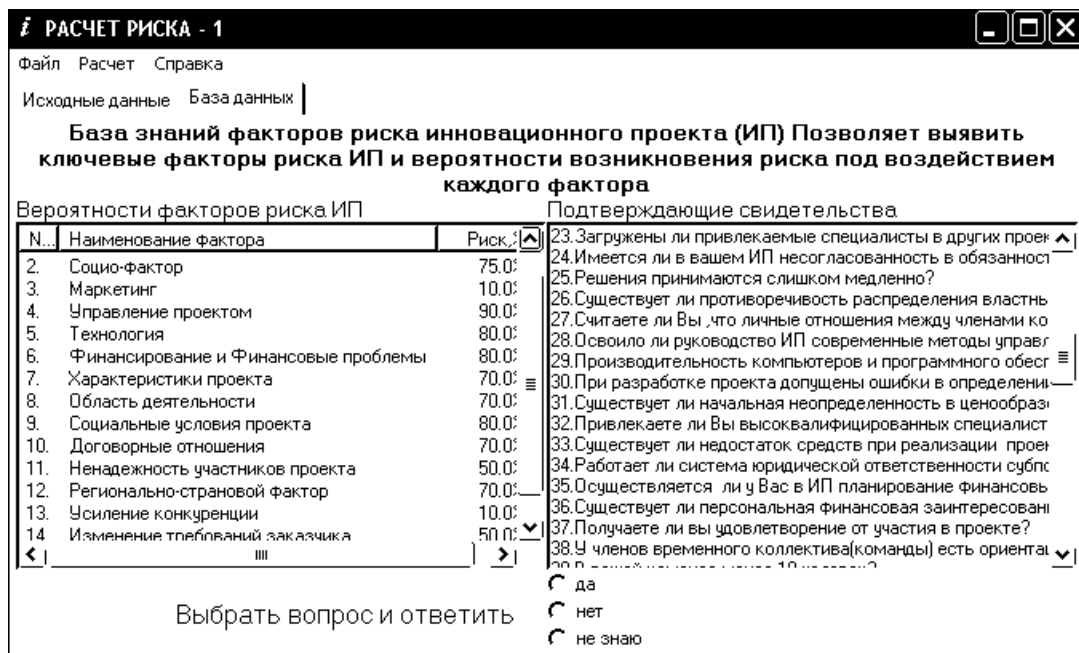 i РАСЧЕТ РИСКА - 1
Файл Расчет Справка
Исходные данные База данных
База знаний факторов риска инновационного проекта (ИП) Позволяет выявить
ключевые факторы риска ИП и вероятности возникновения риска под воздействием
каждого фактора
Вероятности факторов риска ИП
N... Наименование фактора Риск,
2. Социо-фактор 75.0
3. Маркетинг 10.0
4. Управление проектом 90.0
5. Технология 80.0
6. Финансирование и Финансовые проблемы 80.0
7. Характеристики проекта 70.0
8. Область деятельности 70.0
9. Социальные условия проекта 80.0
10. Договорные отношения 70.0
11. Ненадежность участников проекта 50.0
12. Регионально-страновой фактор 70.0
13. Усиление конкуренции 10.0
14 Изменение требований заказчика 50.0
Подтверждающие свидетельства
23.Загружены ли привлекаемые специалисты в других проек
24.Имеется ли в вашем ИП несогласованность в обязанност
25.Решения принимаются слишком медленно?
26.Существует ли противоречивость распределения властны
27.Считаете ли Вы ,что личные отношения между членами ко
28.Освоило ли руководство ИП современные методы управл
29.Производительность компьютеров и программного обесп
30.При разработке проекта допущены ошибки в определении
31.Существует ли начальная неопределенность в ценообраз
32.Привлекаете ли Вы высоквалифицированных специалист
33.Существует ли недостаток средств при реализации проек
34.Работает ли система юридической ответственности субпо
35.Осуществляется ли у Вас в ИП планирование финансовы
36.Существует ли персональная финансовая заинтересован
37.Получаете ли вы удовлетворение от участия в проекте?
38.У членов временного коллектива(команды) есть ориентац
Выбрать вопрос и ответить
да
нет
не знаю